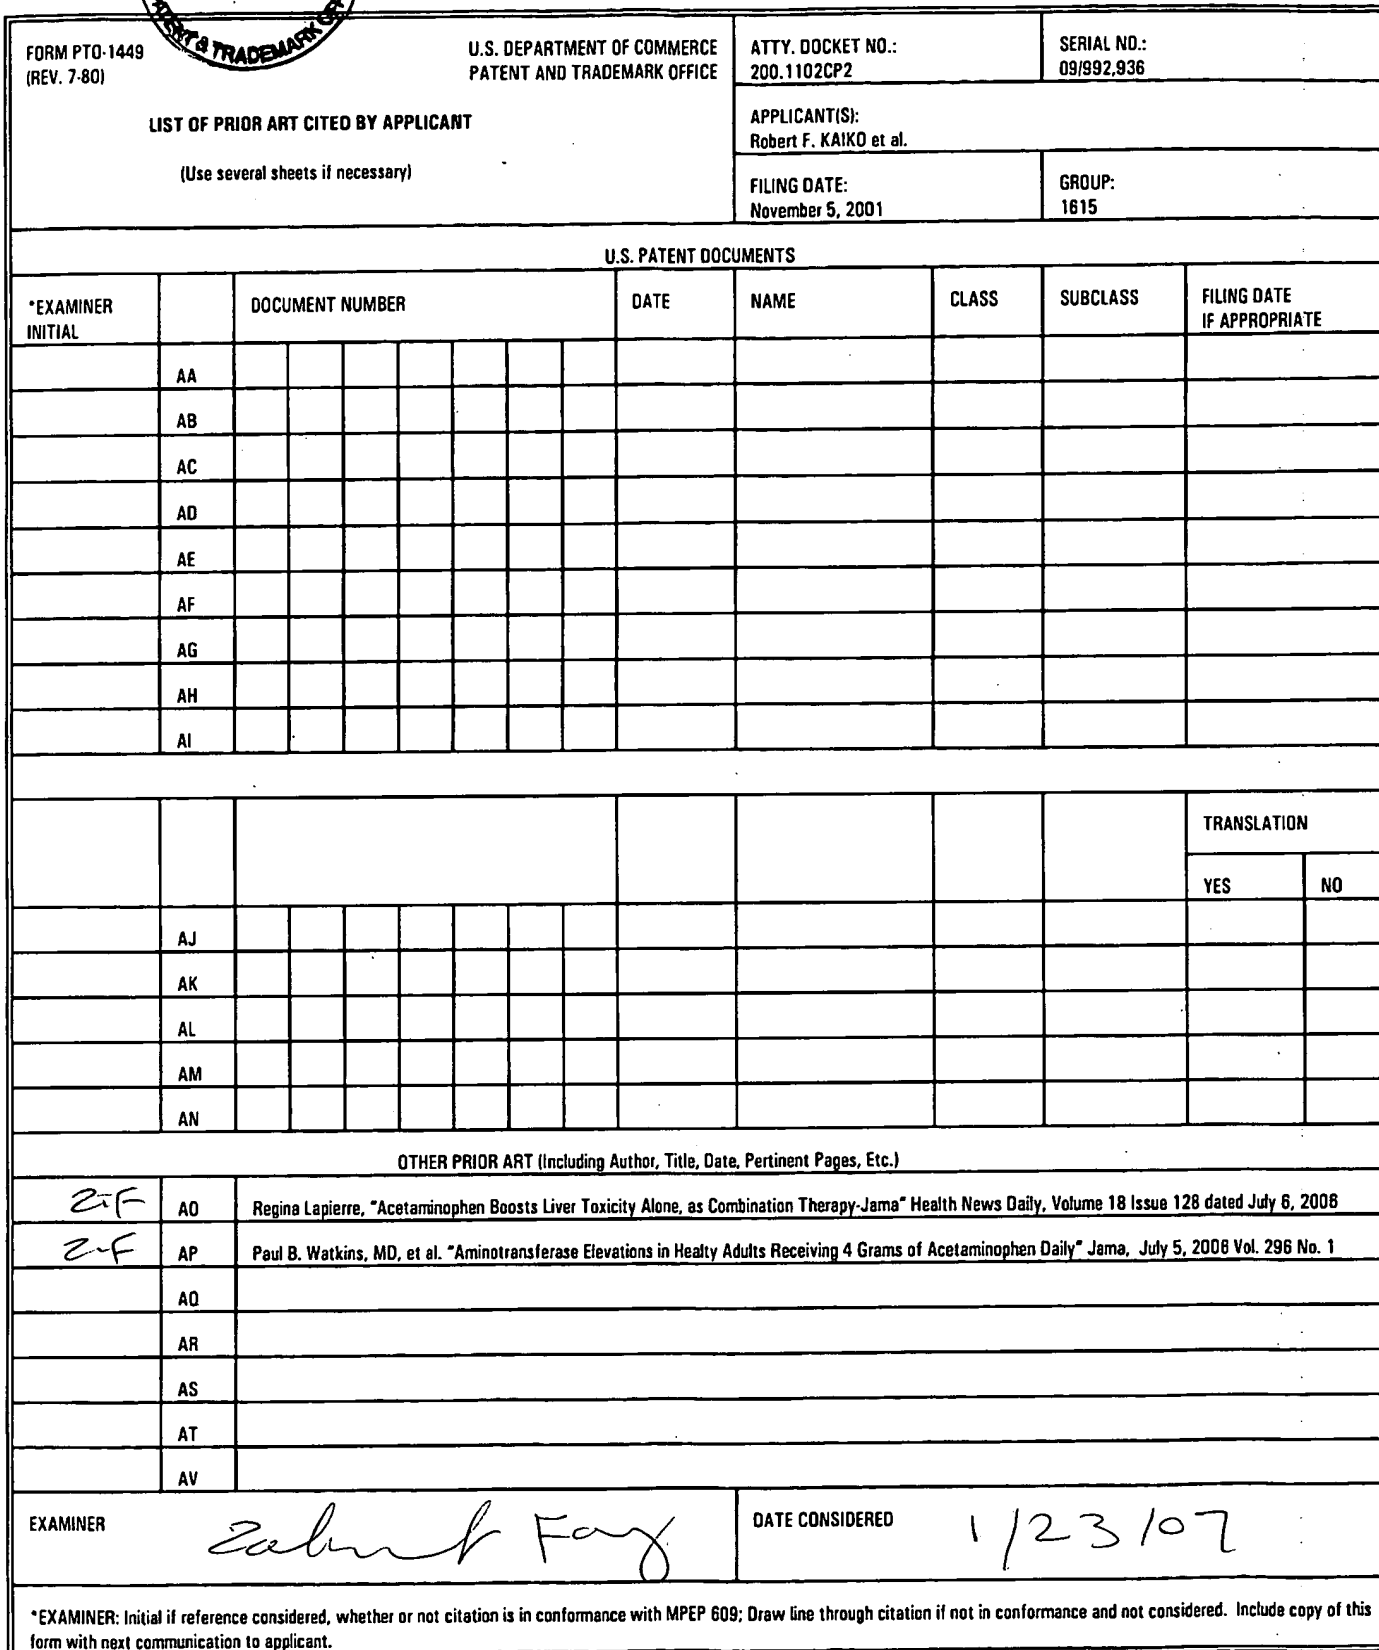 PATENT & TRADEMARK
FORM PTO-1449
(REV. 7-80)
U.S. DEPARTMENT OF COMMERCE
PATENT AND TRADEMARK OFFICE
ATTY. DOCKET NO.:
200.1102CP2
SERIAL NO.:
09/992,936
LIST OF PRIOR ART CITED BY APPLICANT
(Use several sheets if necessary)
APPLICANT(S):
Robert F. KAIKO et al.
FILING DATE:
November 5, 2001
GROUP:
1615
U.S. PATENT DOCUMENTS
*EXAMINER
INITIAL
DOCUMENT NUMBER
DATE
NAME
CLASS
SUBCLASS
FILING DATE
IF APPROPRIATE
AA
AB
AC
AD
AE
AF
AG
AH
AI
TRANSLATION
YES
NO
AJ
AK
AL
AM
AN
OTHER PRIOR ART (Including Author, Title, Date, Pertinent Pages, Etc.)
Z-F AO Regina Lapierre, "Acetaminophen Boosts Liver Toxicity Alone, as Combination Therapy-Jama" Health News Daily, Volume 18 Issue 128 dated July 6, 2006
Z-F AP Paul B. Watkins, MD, et al. "Aminotransferase Elevations in Healty Adults Receiving 4 Grams of Acetaminophen Daily" Jama, July 5, 2006 Vol. 296 No. 1
AQ
AR
AS
AT
AV
EXAMINER
DATE CONSIDERED 1/23/07
*EXAMINER: Initial if reference considered, whether or not citation is in conformance with MPEP 609; Draw line through citation if not in conformance and not considered. Include copy of this
form with next communication to applicant.